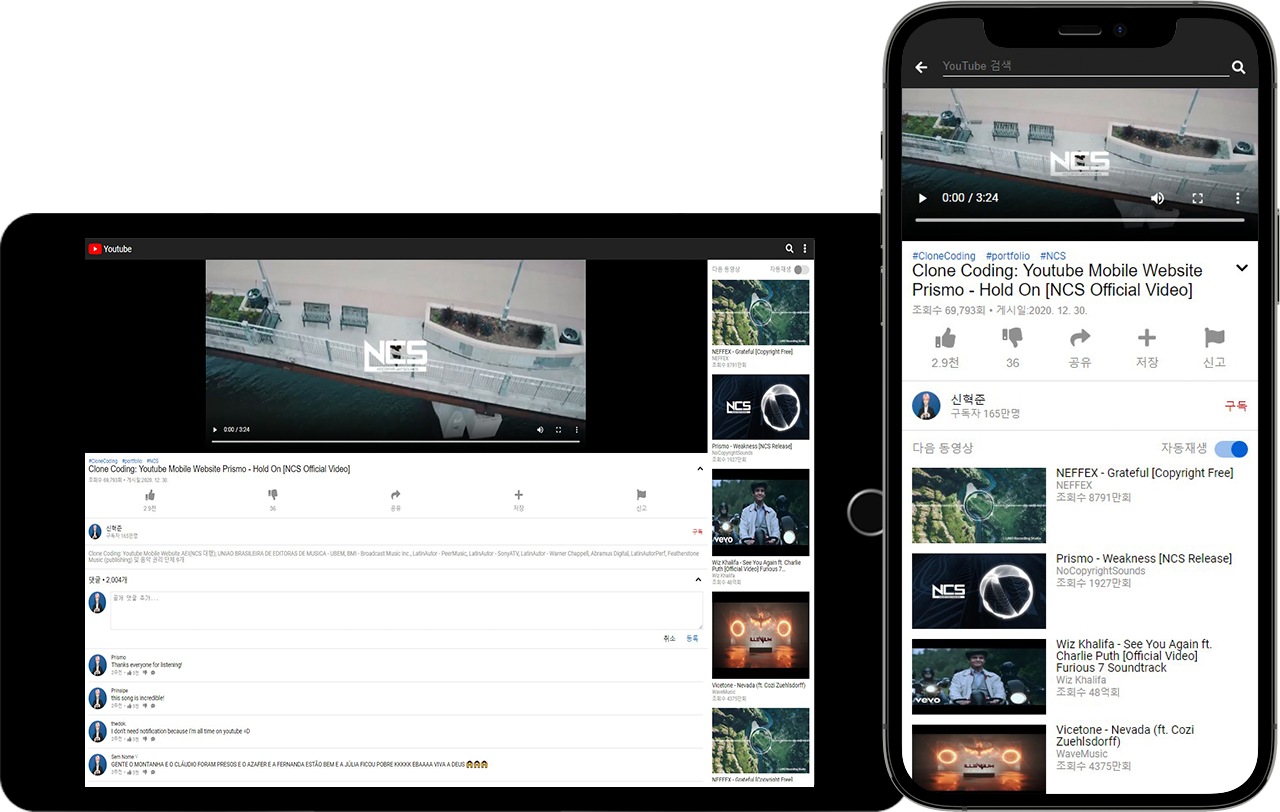 Youtube
NCS
0:00 / 3:24
#CloneCoding #portfolio #NCS
Clone Coding: Youtube Mobile Website Prismo - Hold On [NCS Official Video]
조회수 69,793회 • 게시일:2020. 12. 30.
2.9천
36
공유
저장
신고
신혁준
구독자 165만명
구독
Clone Coding: Youtube Mobile Website AEI(NCS 대행); UNIAO BRASILEIRA DE EDITORAS DE MUSICA - UBEM, BMI - Broadcast Music Inc., LatinAutor - PeerMusic, LatinAutor - SonyATV, LatinAutor - Warner Chappell, Abramus Digital, LatinAutorPerf, Featherstone
Music (publishing) 및 음악 권리 단체 9개
댓글 • 2,004개
공개 댓글 추가...
취소
등록
Prismo
Thanks everyone for listening!
Prinsipe
this song is incredible!
thedok.
I don't need notification because i'm all time on youtube =D
Sem Nome Y
GENTE O MONTANHA E O CLÁUDIO FORAM PRESOS E O AZAFER E A FERNANDA ESTÃO BEM E A JÚLIA FICOU POBRE KKKKK EBAAAA VIVA A DEUS
다음 동영상
자동재생
NEFFEX - Grateful [Copyright Free]
NEFFEX
조회수 8791만회
NCS
Prismo - Weakness [NCS Release]
NoCopyrightSounds
조회수 1927만회
vevo
Wiz Khalifa - See You Again ft. Charlie
Puth [Official Video] Furious 7...
Wiz Khalifa
조회수 48억회
ILLENIUM
Vicetone - Nevada (ft. Cozi Zuehlsdorff)
WaveMusic
조회수 4375만회
NEFFEX - Grateful [Copyright Free]
YouTube 검색
NCS
0:00 / 3:24
#CloneCoding #portfolio #NCS
Clone Coding: Youtube Mobile Website
Prismo - Hold On [NCS Official Video]
조회수 69,793회 • 게시일:2020. 12. 30.
2.9천
36
공유
저장
신고
신혁준
구독자 165만명
구독
다음 동영상
자동재생
NEFFEX - Grateful [Copyright Free]
NEFFEX
조회수 8791만회
NCS
Prismo - Weakness [NCS Release]
NoCopyrightSounds
조회수 1927만회
vevo
Wiz Khalifa - See You Again ft.
Charlie Puth [Official Video]
Furious 7 Soundtrack
Wiz Khalifa
조회수 48억회
ILLENIUM
Vicetone - Nevada (ft. Cozi
Zuehlsdorff)
WaveMusic
조회수 4375만회